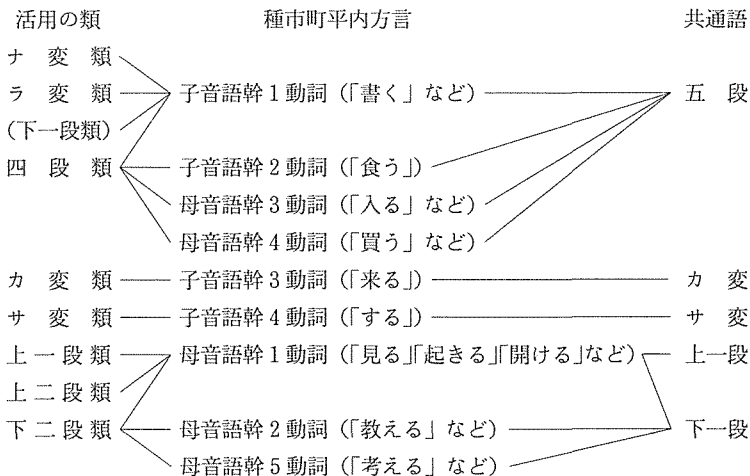 活用の類 種市町平内方言 共通語
ナ変類
ラ変類 子音語幹1動詞(「書く」など) 五段
(下一段類)
四段類 子音語幹2動詞(「食う」)
母音語幹3動詞(「入る」など)
母音語幹4動詞(「買う」など)
カ変類 子音語幹3動詞(「来る」) カ変
サ変類 子音語幹4動詞(「する」) サ変
上一段類 母音語幹1動詞(「見る」「起きる」「開ける」など) 上一段
上二段類
下二段類 母音語幹2動詞(「教える」など) 下一段
母音語幹5動詞(「考える」など)